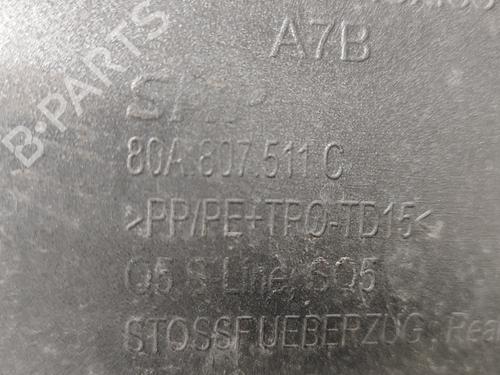 A7B
80A.807.511 C
>PP/PE+TPO-TD15<
Q5 S Line, SQ5
STOSSFUEBERZUG, Rea
B-PARTS